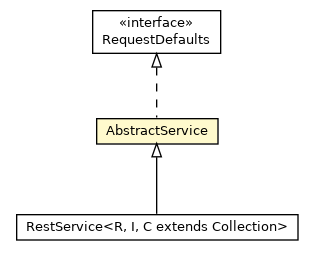 «interface»
RequestDefaults
AbstractService
RestService<R, I, C extends Collection>